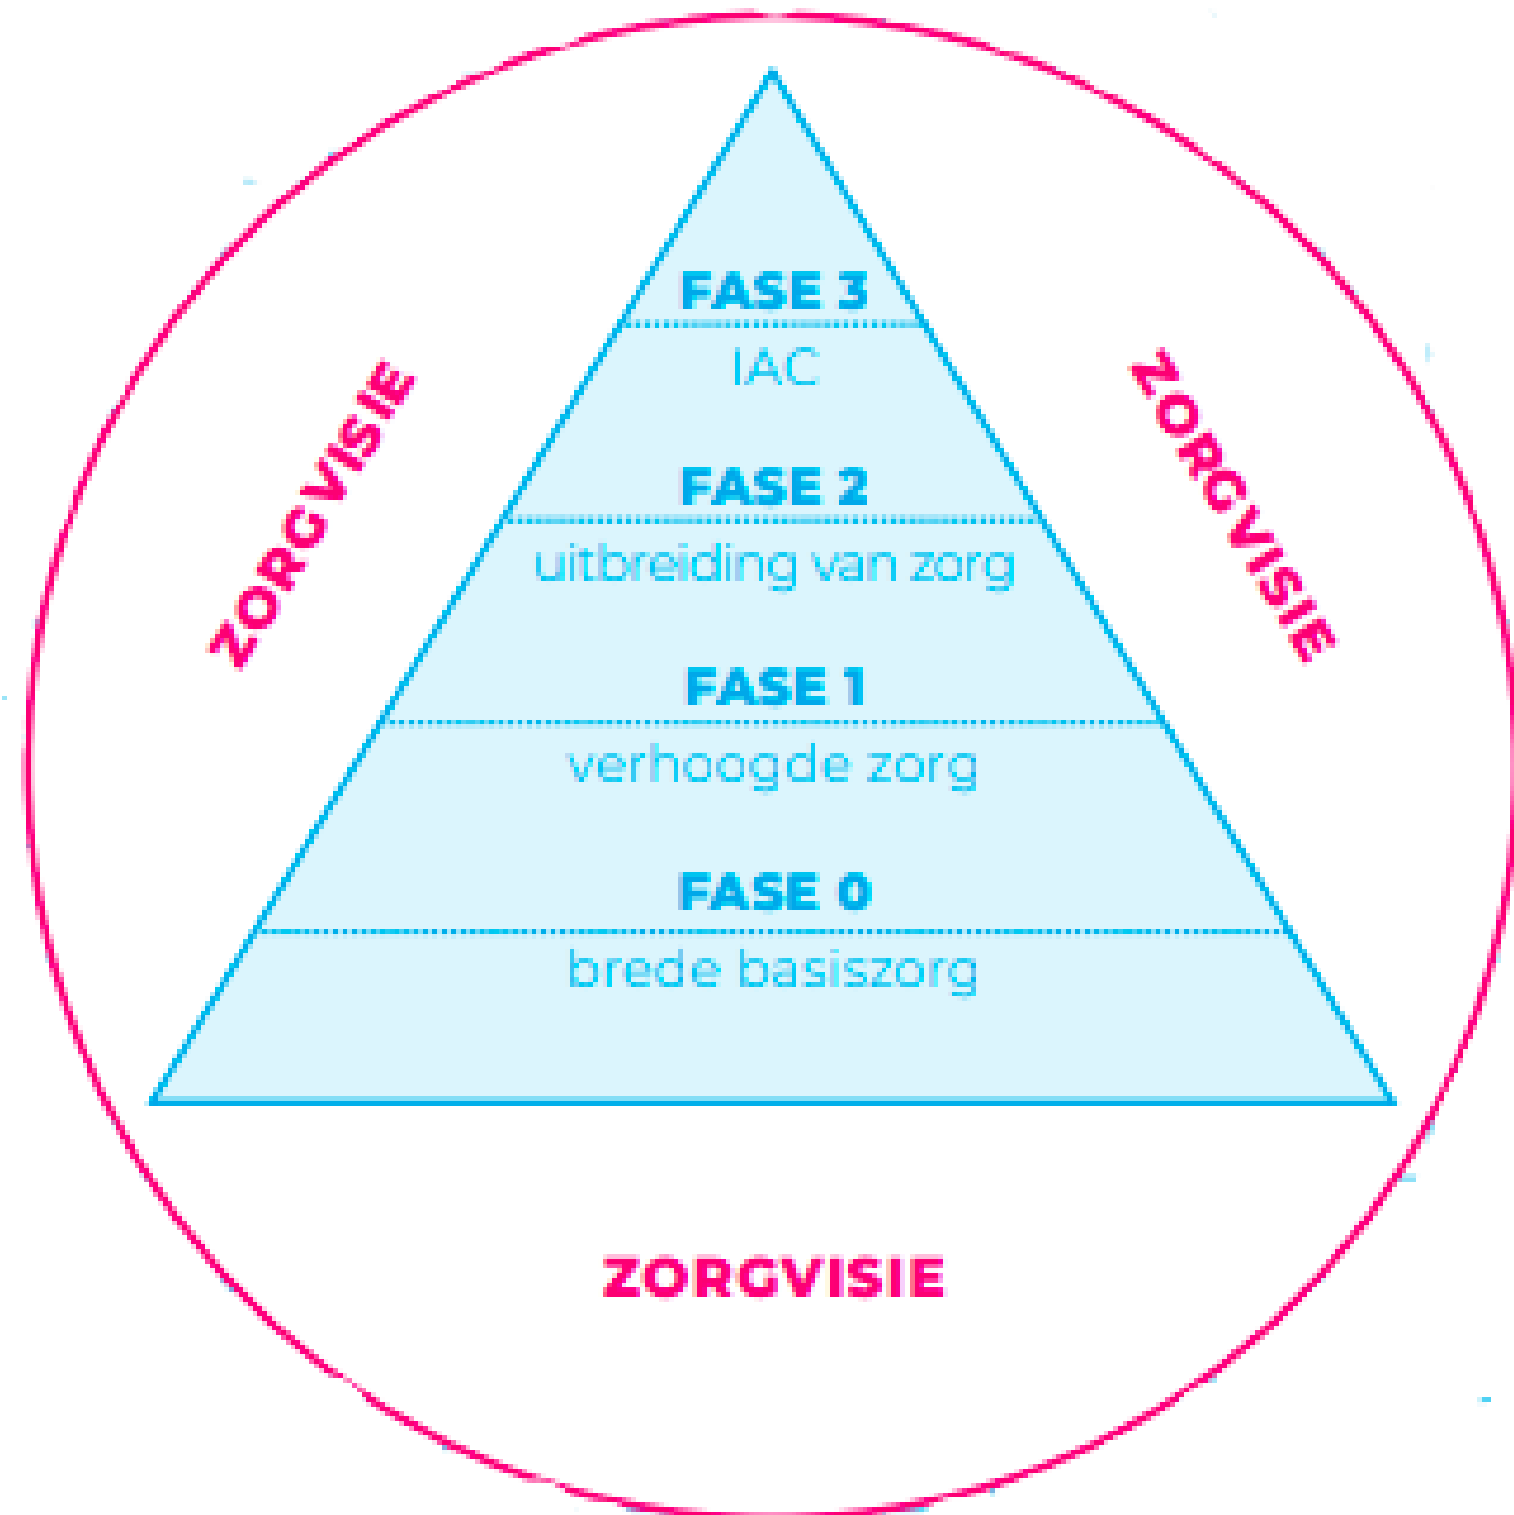 FASE 3
IAC
FASE 2
uitbreiding van zorg
FASE 1
verhoogde zorg
FASE 0
brede basiszorg
ZORGVISIE
ZORGVISIE
ZORGVISIE